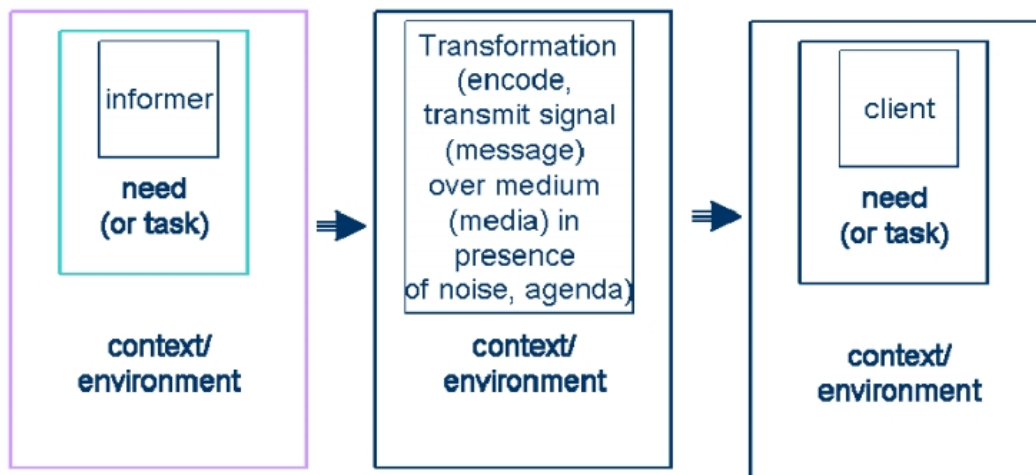 informer
need
(or task)
context/
environment
Transformation
(encode,
transmit signal
(message)
over medium
(media) in
presence
of noise, agenda)
context/
environment
client
need
(or task)
context/
environment